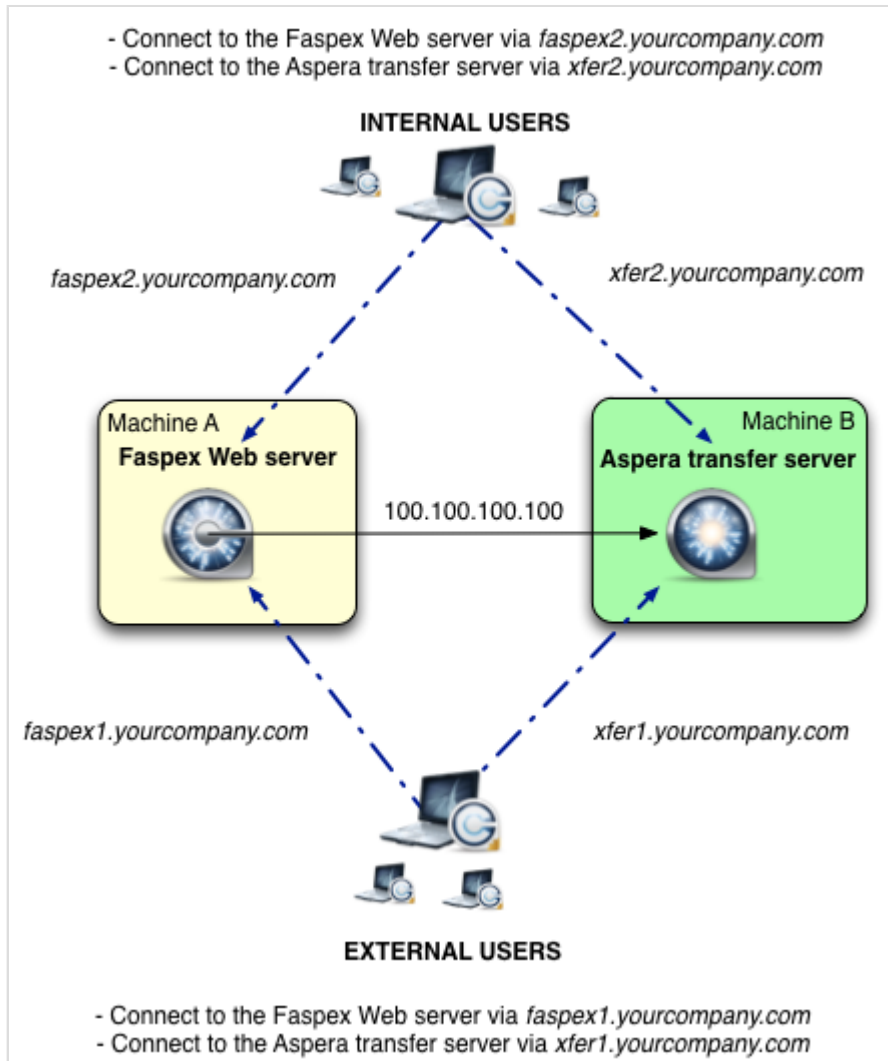 - Connect to the Faspex Web server via faspex2.yourcompany.com
- Connect to the Aspera transfer server via xfer2.yourcompany.com
INTERNAL USERS
faspex2.yourcompany.com
xfer2.yourcompany.com
Machine A
Faspex Web server
Machine B
Aspera transfer server
100.100.100.100
faspex1.yourcompany.com
xfer1.yourcompany.com
EXTERNAL USERS
- Connect to the Faspex Web server via faspex1.yourcompany.com
- Connect to the Aspera transfer server via xfer1.yourcompany.com